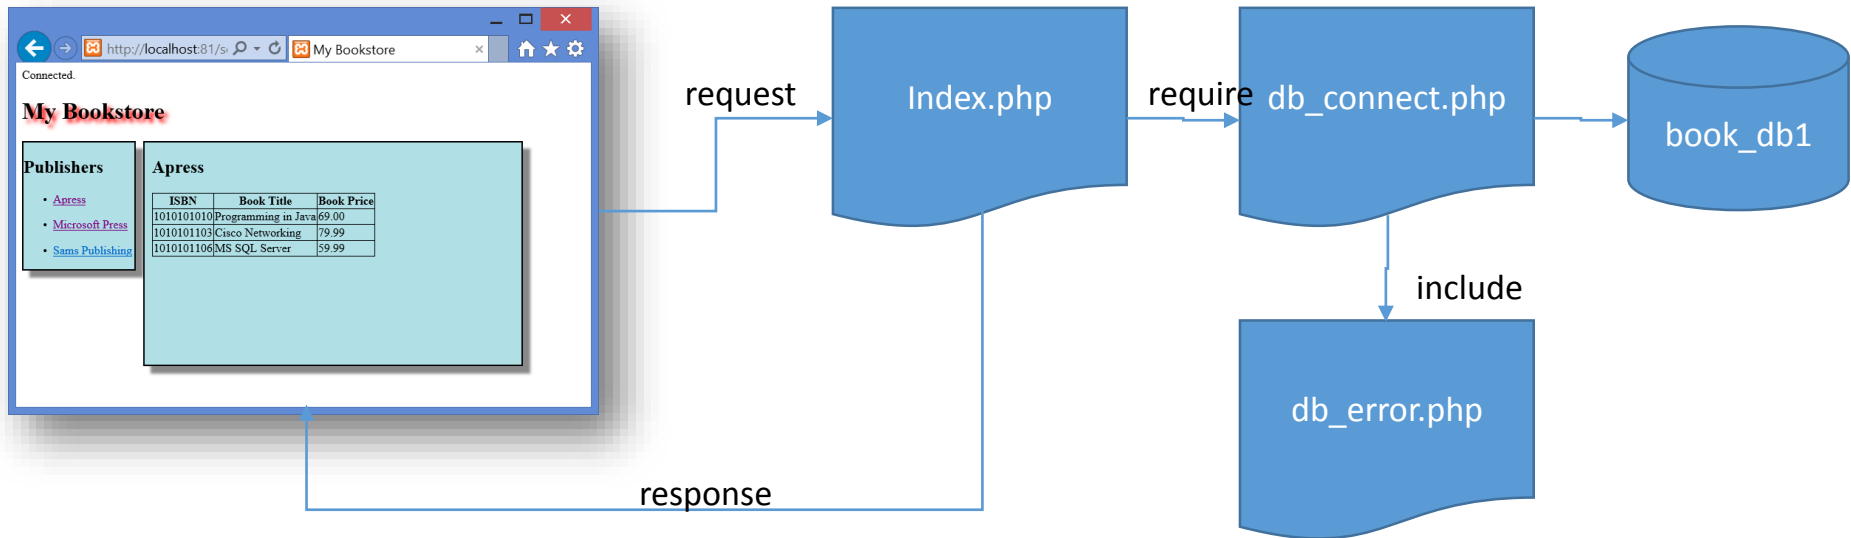 http://localhost:81/s
My Bookstore
Connected.
My Bookstore
Publishers
• Apress
• Microsoft Press
• Sams Publishing
Apress
ISBN Book Title Book Price
1010101010 Programming in Java 69.00
1010101103 Cisco Networking 79.99
1010101106 MS SQL Server 59.99
request
Index.php
require
db_connect.php
book_db1
include
db_error.php
response